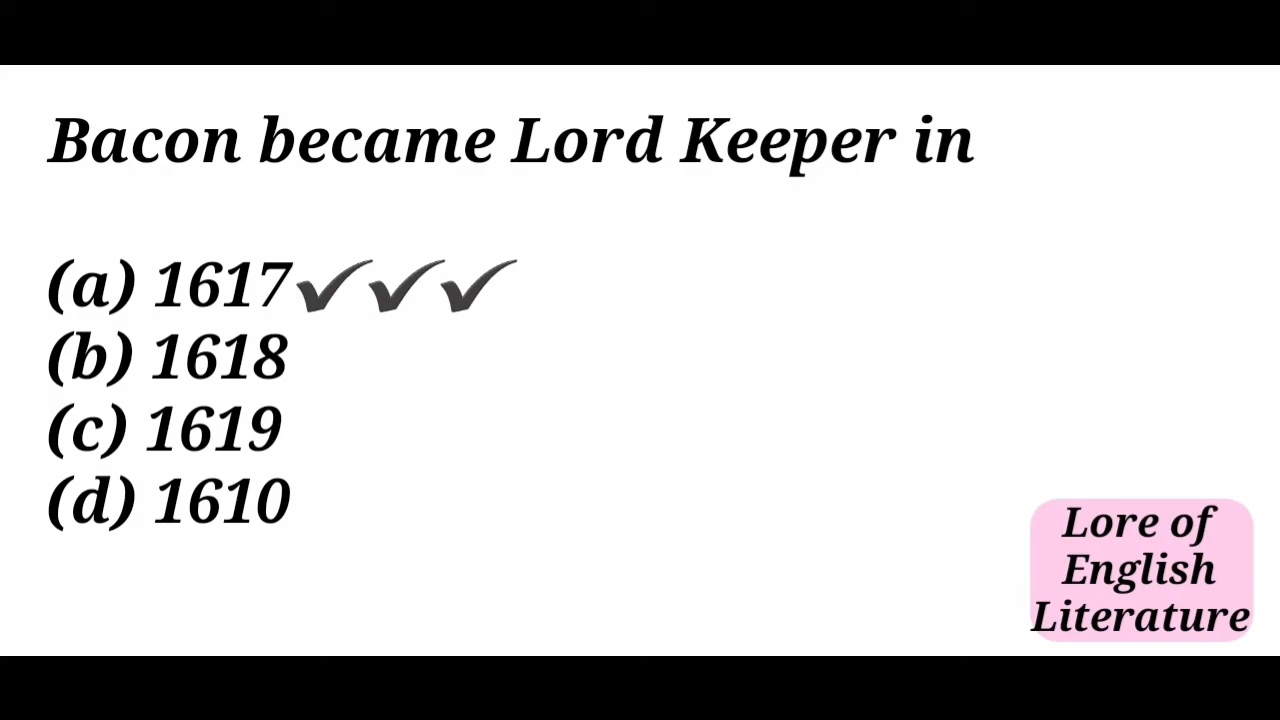 Bacon became Lord Keeper in
(a) 1617✔✔✔
(b) 1618
(c) 1619
(d) 1610
Lore of
English
Literature